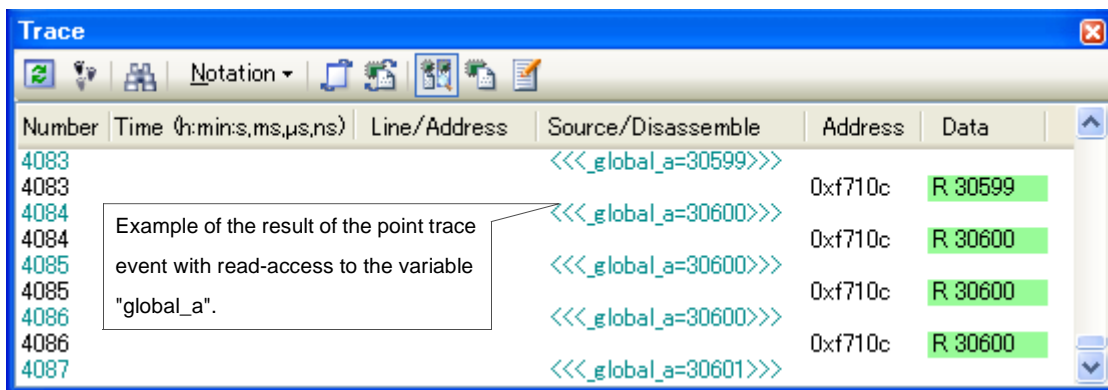 Trace
Notation
Number Time (h:min:s,ms,µs,ns) Line/Address Source/Disassemble Address Data
4083 <<<_global_a=30599>>>
4083 0xf710c R 30599
4084 <<<_global_a=30600>>>
4084 0xf710c R 30600
4085 <<<_global_a=30600>>>
4085 0xf710c R 30600
4086 <<<_global_a=30600>>>
4086 0xf710c R 30600
4087 <<<_global_a=30601>>>
Example of the result of the point trace
event with read-access to the variable
"global_a".